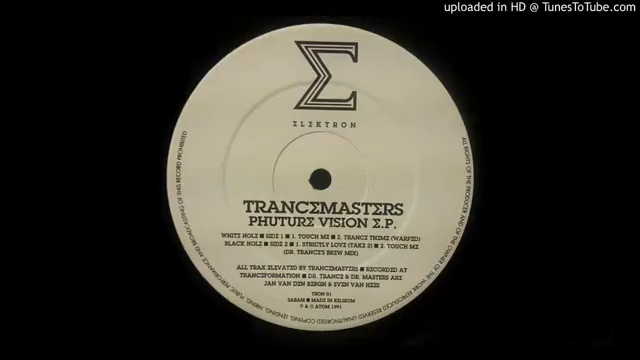 uploaded in HD @ TunesToTube.com
Σ
ΣLΣKTRON
TRANCΣMASTΣRS
PHUTURΣ VISION Σ.P.
WHITΣ HOLΣ ■ SIDΣ 1 ■ 1. TOUCH MΣ ■ 2. TRANCΣ THΣMΣ (WARPΣD)
BLACK HOLΣ ■ SIDΣ 2 ■ 1. STRICTLY LOVΣ (TAKΣ 2) ■ 2. TOUCH MΣ
(DR. TRANCΣ'S BRΣW MIX)
ALL TRAX ΣLΣVATΣD BY TRANCΣMASTΣRS ■ RΣCORDΣD AT
TRANCΣFORMATION ■ DR. TRANCΣ & DR. MASTΣRS ARΣ
JAN VAN DΣN BΣRGH & SVΣN VAN HΣΣS
TRON 01
SABAM ■ MADΣ IN BΣLGIUM
℗ & © ATOM 1991
ALL RIGHTS OF THE PRODUCER AND OF THE OWNER OF THE WORK REPRODUCED RESERVED UNAUTHORISED COPYING, LENDING, HIRING, PUBLIC PERFORMANCE AND BROADCASTING OF THIS RECORD PROHIBITED